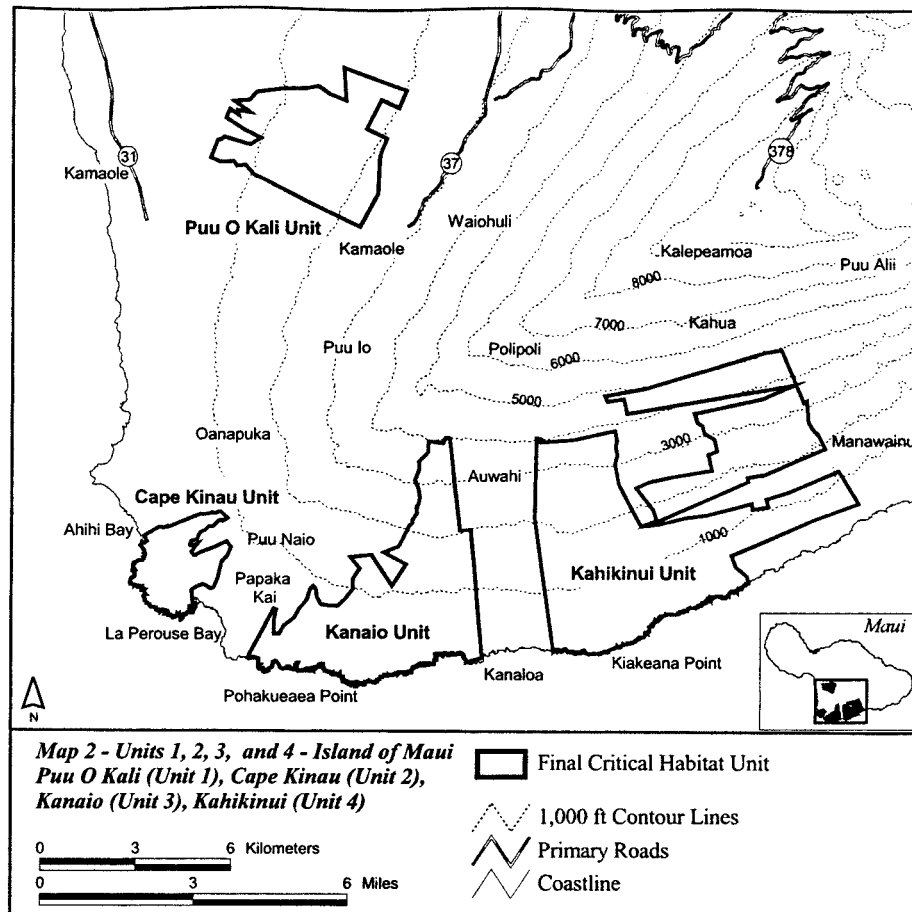 31
Kamaole
37
378
Puu O Kali Unit
Waiohuli
Kamaole
Kalepeamoa
Puu Alii
8000
7000
Kahua
Puu Io
Polipoli
6000
5000
Oanapuka
3000
Manawainui
Auwahi
Cape Kinau Unit
Ahihi Bay
Puu Naio
1000
Papaka
Kai
Kahikinui Unit
La Perouse Bay
Kanaio Unit
Maui
Kanaloa
Kiakeana Point
Pohakueaea Point
N
Map 2 - Units 1, 2, 3, and 4 - Island of Maui
Puu O Kali (Unit 1), Cape Kinau (Unit 2),
Kanaio (Unit 3), Kahikinui (Unit 4)
0 3 6 Kilometers
0 3 6 Miles
Final Critical Habitat Unit
1,000 ft Contour Lines
Primary Roads
Coastline